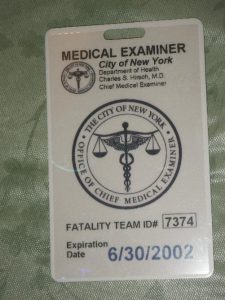 MEDICAL EXAMINER
City of New York
Department of Health
Charles S. Hirsch, M.D.
Chief Medical Examiner
THE CITY OF NEW YORK
OFFICE OF CHIEF MEDICAL EXAMINER
FATALITY TEAM ID# 7374
Expiration
Date 6/30/2002